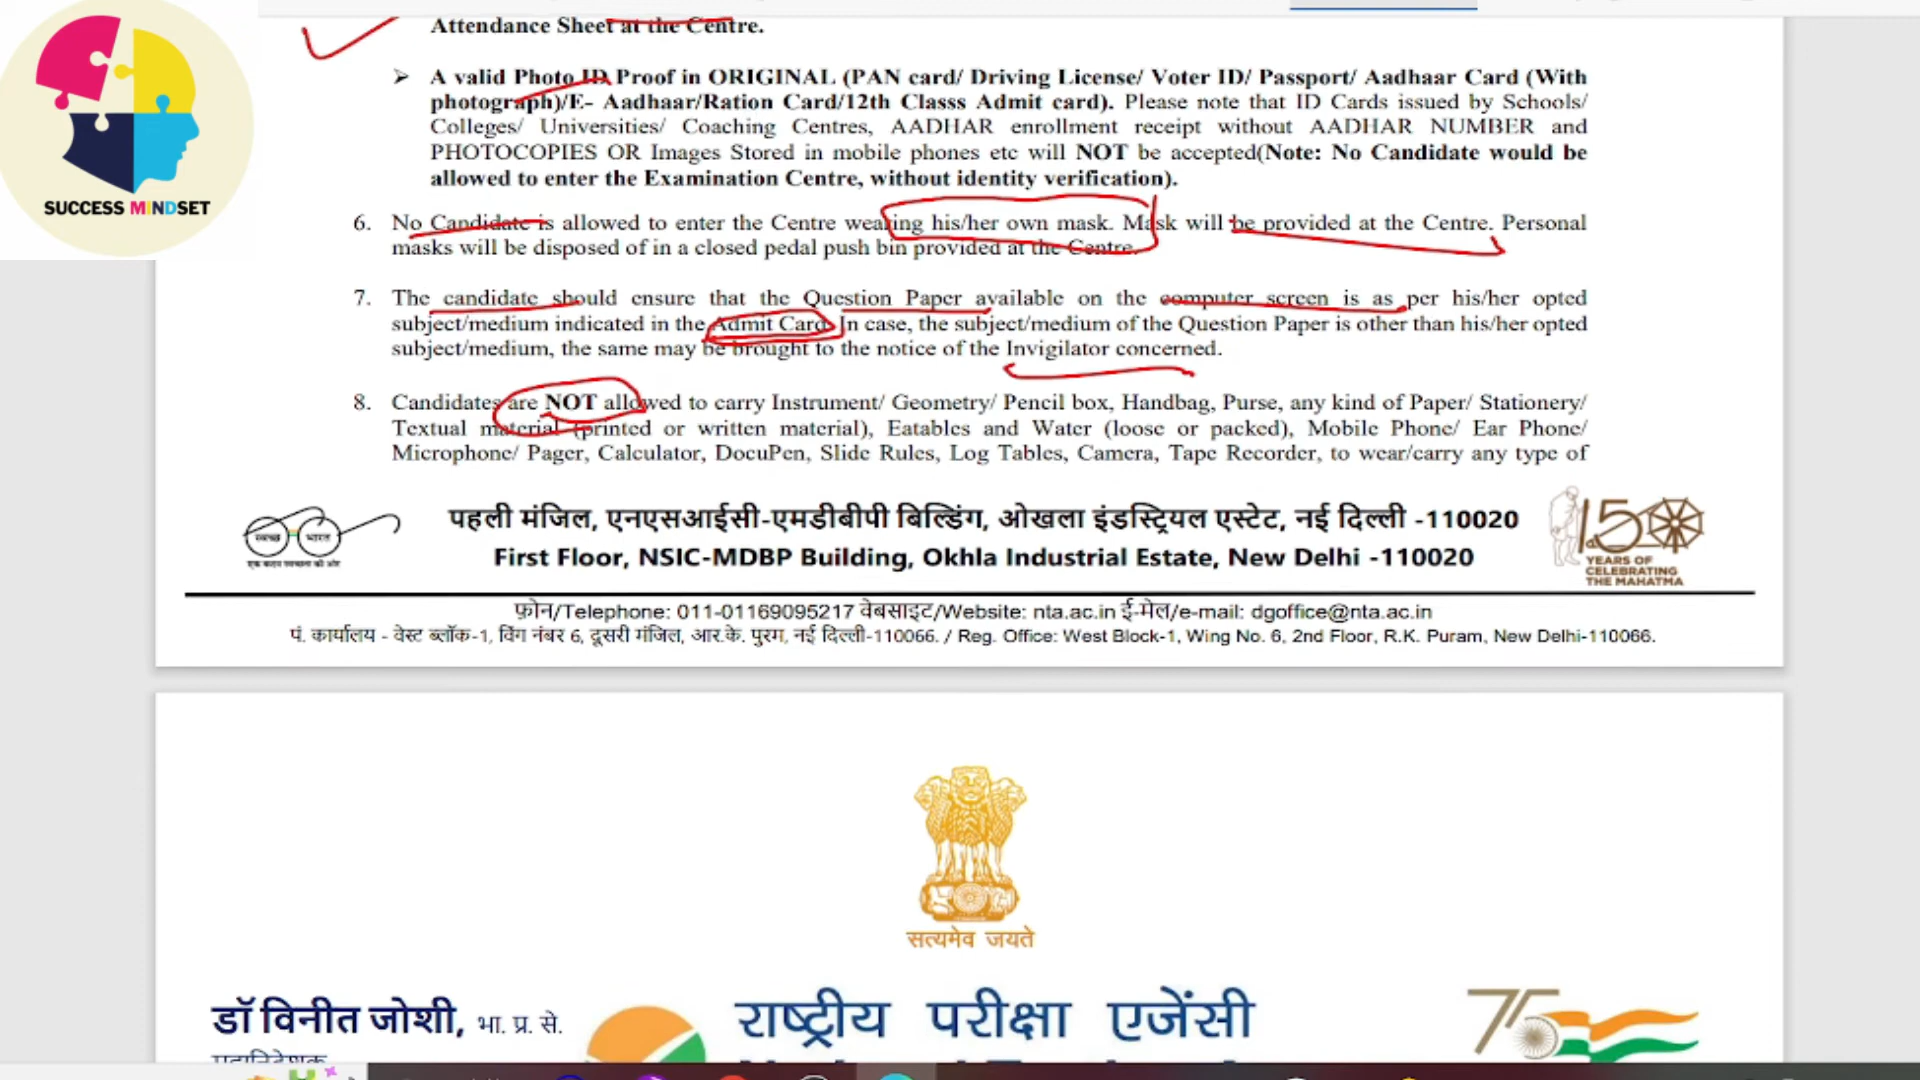 SUCCESS MINDSET
Attendance Sheet at the Centre.
➢ A valid Photo ID Proof in ORIGINAL (PAN card/ Driving License/ Voter ID/ Passport/ Aadhaar Card (With
photograph)/E- Aadhaar/Ration Card/12th Classs Admit card). Please note that ID Cards issued by Schools/
Colleges/ Universities/ Coaching Centres, AADHAR enrollment receipt without AADHAR NUMBER and
PHOTOCOPIES OR Images Stored in mobile phones etc will NOT be accepted(Note: No Candidate would be
allowed to enter the Examination Centre, without identity verification).
6. No Candidate is allowed to enter the Centre wearing his/her own mask. Mask will be provided at the Centre. Personal
masks will be disposed of in a closed pedal push bin provided at the Centre.
7. The candidate should ensure that the Question Paper available on the computer screen is as per his/her opted
subject/medium indicated in the Admit Card. In case, the subject/medium of the Question Paper is other than his/her opted
subject/medium, the same may be brought to the notice of the Invigilator concerned.
8. Candidates are NOT allowed to carry Instrument/ Geometry/ Pencil box, Handbag, Purse, any kind of Paper/ Stationery/
Textual material (printed or written material), Eatables and Water (loose or packed), Mobile Phone/ Ear Phone/
Microphone/ Pager, Calculator, DocuPen, Slide Rules, Log Tables, Camera, Tape Recorder, to wear/carry any type of
स्वच्छ भारत
एक कदम स्वच्छता की ओर
पहली मंजिल, एनएसआईसी-एमडीबीपी बिल्डिंग, ओखला इंडस्ट्रियल एस्टेट, नई दिल्ली -110020
First Floor, NSIC-MDBP Building, Okhla Industrial Estate, New Delhi -110020
150
YEARS OF
CELEBRATING
THE MAHATMA
फ़ोन/Telephone: 011-01169095217 वेबसाइट/Website: nta.ac.in ई-मेल/e-mail: dgoffice@nta.ac.in
पं. कार्यालय - वेस्ट ब्लॉक-1, विंग नंबर 6, दूसरी मंजिल, आर.के. पुरम, नई दिल्ली-110066. / Reg. Office: West Block-1, Wing No. 6, 2nd Floor, R.K. Puram, New Delhi-110066.
सत्यमेव जयते
डॉ विनीत जोशी, भा. प्र. से.
राष्ट्रीय परीक्षा एजेंसी
75
महानिदेशक